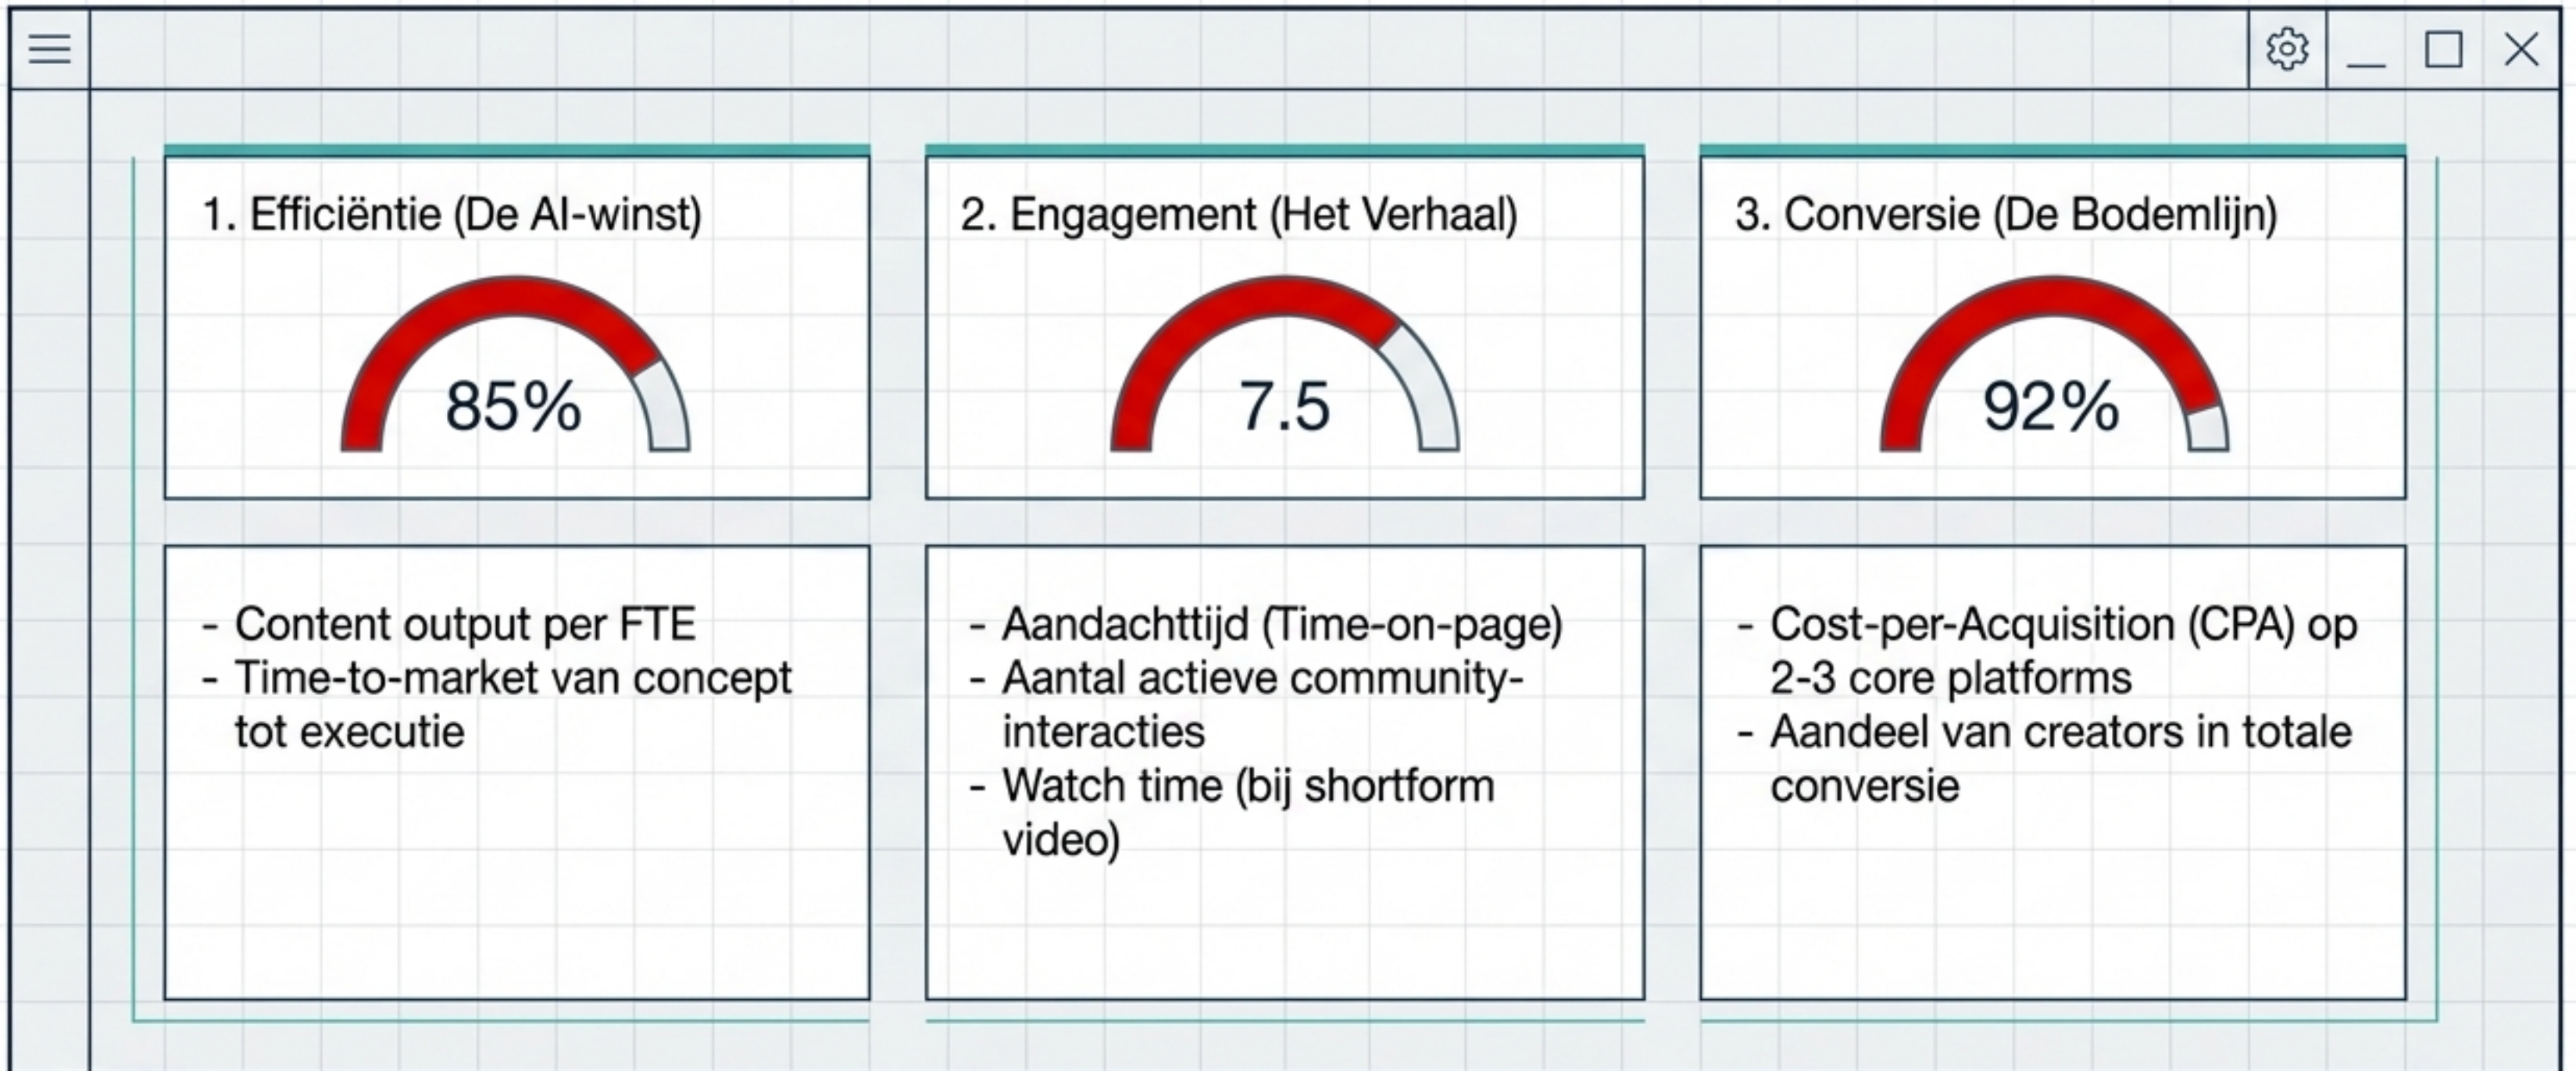 1. Efficiëntie (De AI-winst)
85%
2. Engagement (Het Verhaal)
7.5
3. Conversie (De Bodemlijn)
92%
- Content output per FTE
- Time-to-market van concept
tot executie
- Aandachttijd (Time-on-page)
- Aantal actieve community-
interacties
- Watch time (bij shortform
video)
- Cost-per-Acquisition (CPA) op
2-3 core platforms
- Aandeel van creators in totale
conversie